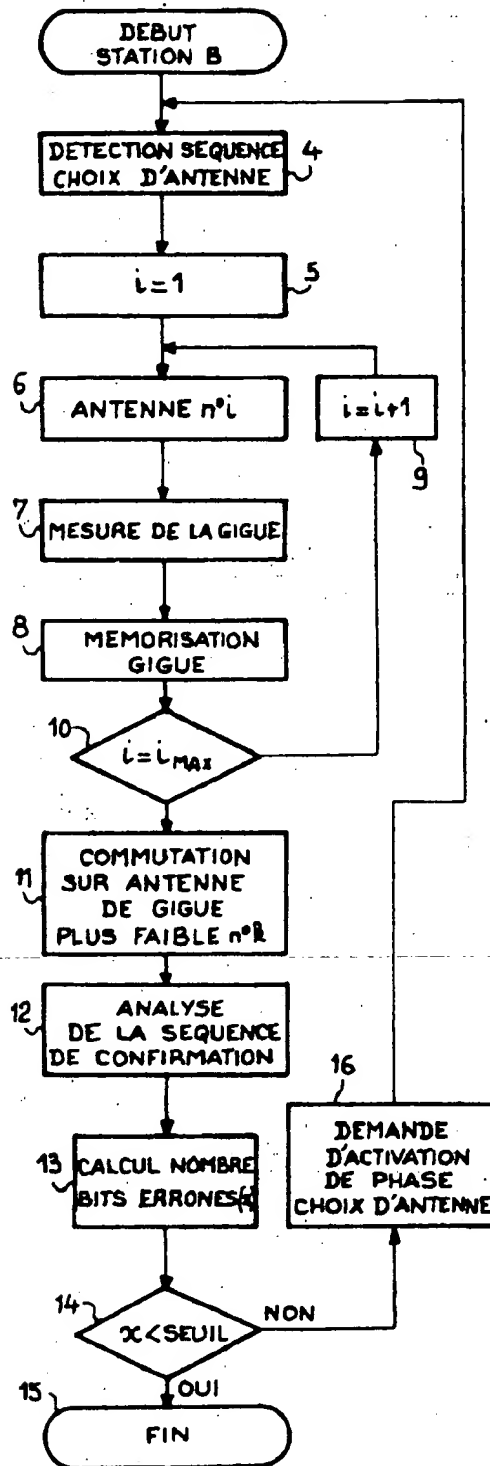 DEBUT
STATION B
DETECTION SEQUENCE
CHOIX D'ANTENNE
4
i=1
5
6
ANTENNE n°i
i=i+1
9
7
MESURE DE LA GIGUE
8
MEMORISATION
GIGUE
10
i=iMAX
11
COMMUTATION
SUR ANTENNE
DE GIGUE
PLUS FAIBLE n°k
12
ANALYSE
DE LA SEQUENCE
DE CONFIRMATION
16
DEMANDE
D'ACTIVATION
DE PHASE
CHOIX D'ANTENNE
13
CALCUL NOMBRE
BITS ERRONES(x)
14
x<SEUIL
NON
OUI
15
FIN